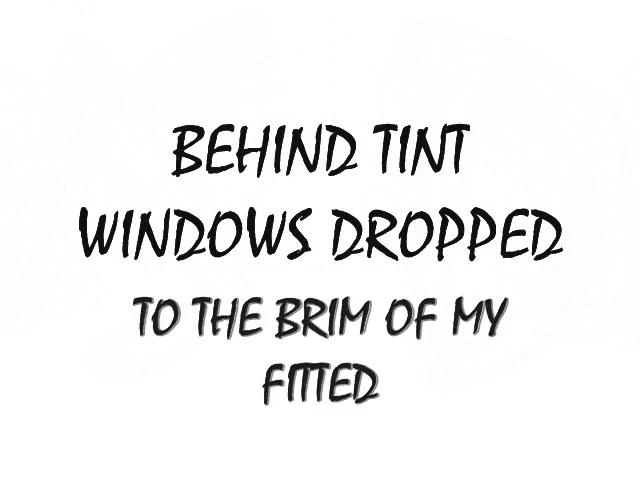 BEHIND TINT
WINDOWS DROPPED
TO THE BRIM OF MY
FITTED